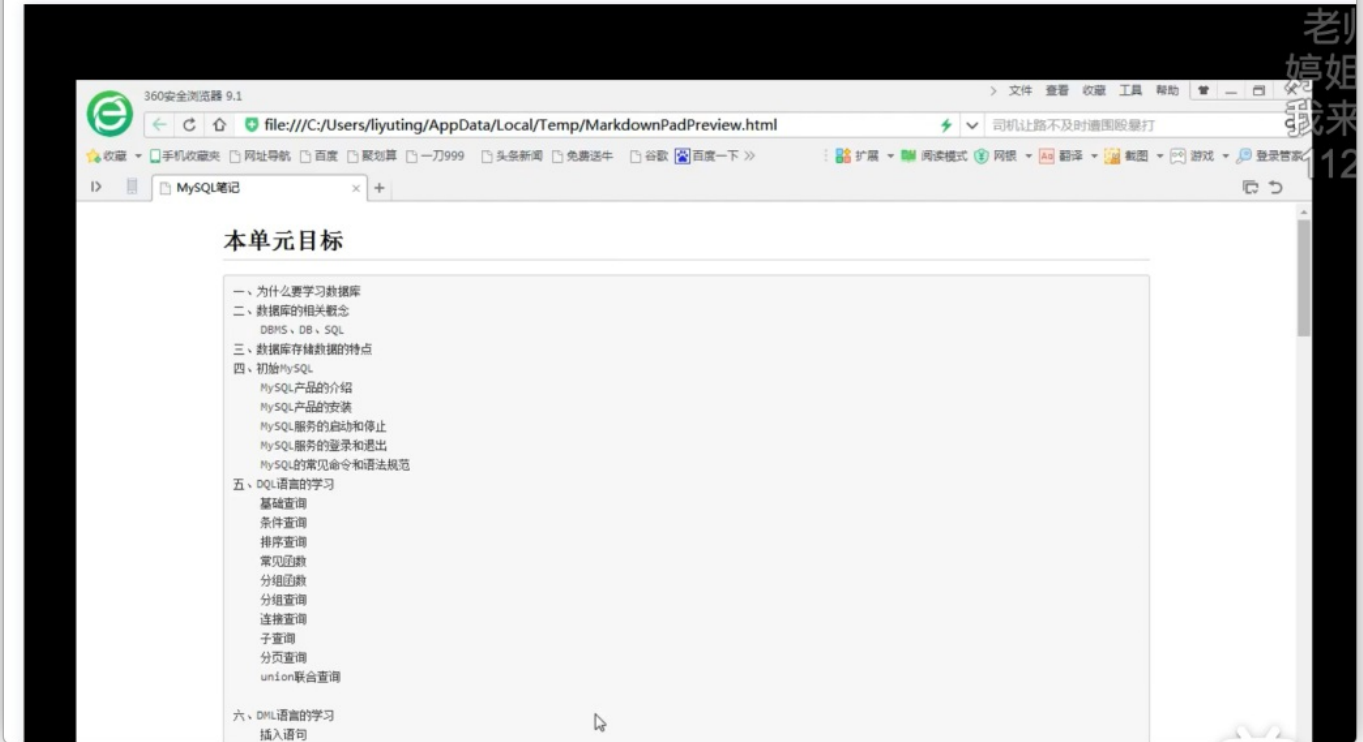 老师
婷姐
我来
112
360安全浏览器 9.1
文件 查看 收藏 工具 帮助
file:///C:/Users/liyuting/AppData/Local/Temp/MarkdownPadPreview.html
司机让路不及时遭围殴暴打
收藏 手机收藏夹 网址导航 百度 聚划算 一刀999 头条新闻 免费送牛 谷歌 百度一下 »
扩展 阅读模式 网银 翻译 截图 游戏 登录管家
MySQL笔记
本单元目标
一、为什么要学习数据库
二、数据库的相关概念
DBMS、DB、SQL
三、数据库存储数据的特点
四、初始MySQL
MySQL产品的介绍
MySQL产品的安装
MySQL服务的启动和停止
MySQL服务的登录和退出
MySQL的常见命令和语法规范
五、DQL语言的学习
基础查询
条件查询
排序查询
常见函数
分组函数
分组查询
连接查询
子查询
分页查询
union联合查询
六、DML语言的学习
插入语句